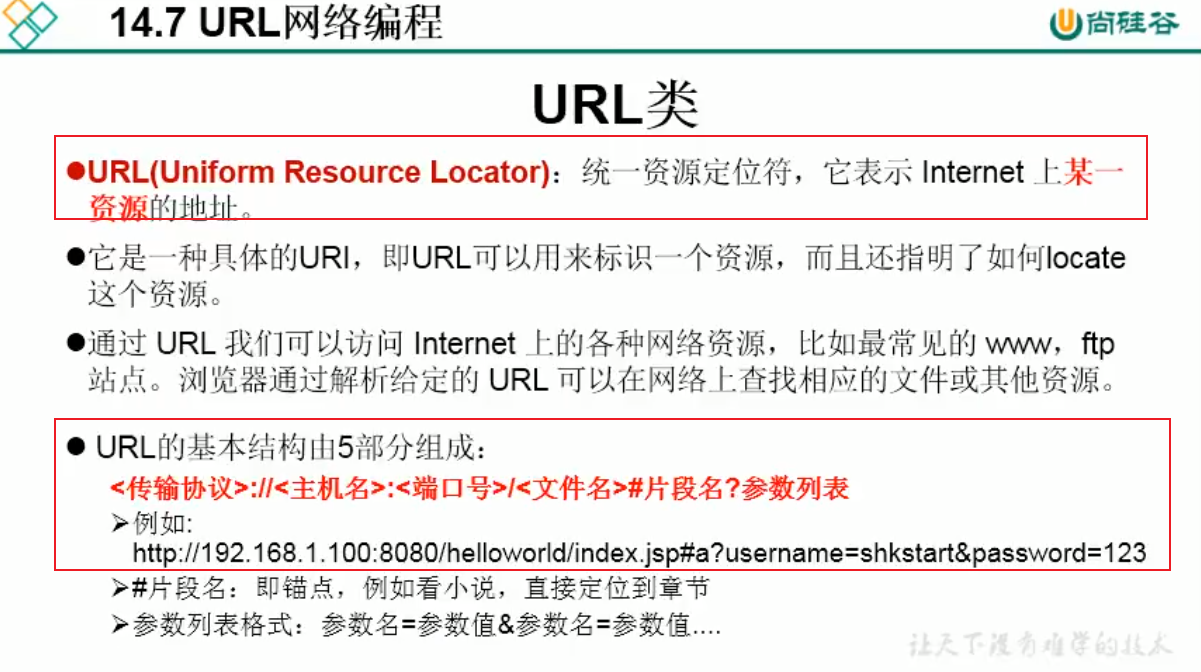 14.7 URL网络编程
尚硅谷
URL类
●URL(Uniform Resource Locator)：统一资源定位符，它表示 Internet 上某一
资源的地址。
●它是一种具体的URI，即URL可以用来标识一个资源，而且还指明了如何locate
这个资源。
●通过 URL 我们可以访问 Internet 上的各种网络资源，比如最常见的 www，ftp
站点。浏览器通过解析给定的 URL 可以在网络上查找相应的文件或其他资源。
● URL的基本结构由5部分组成：
<传输协议>://<主机名>:<端口号>/<文件名>#片段名?参数列表
➢例如:
http://192.168.1.100:8080/helloworld/index.jsp#a?username=shkstart&password=123
➢#片段名：即锚点，例如看小说，直接定位到章节
➢参数列表格式：参数名=参数值&参数名=参数值....
让天下没有难学的技术